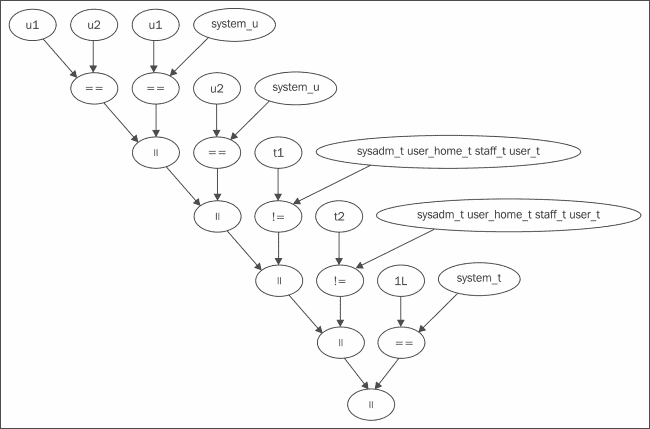 u1 u2 u1 system_u
== == u2 system_u
|| == t1 sysadm_t user_home_t staff_t user_t
|| != t2 sysadm_t user_home_t staff_t user_t
|| != 1L system_t
|| ==
||